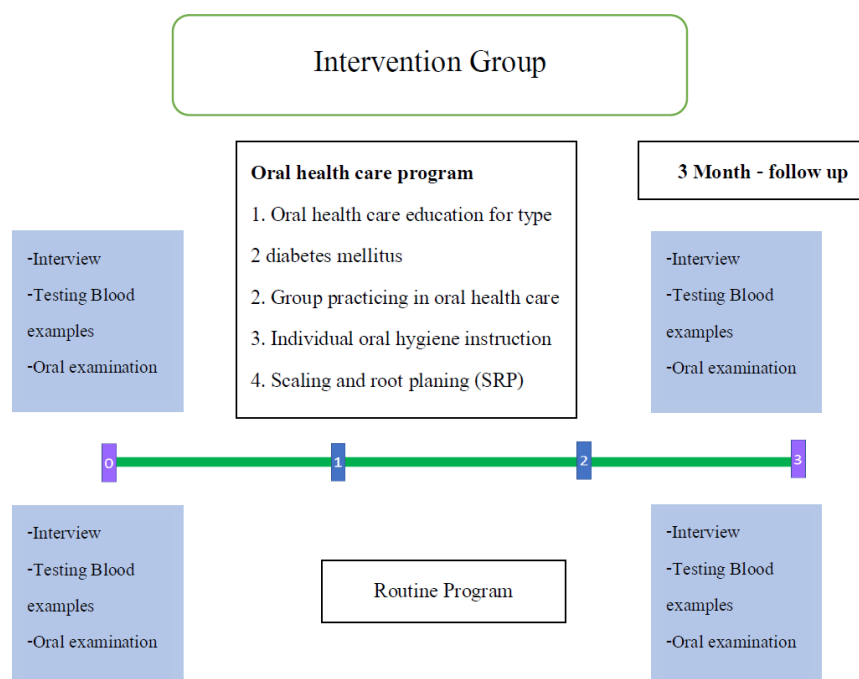 Intervention Group
Oral health care program
1. Oral health care education for type
2 diabetes mellitus
2. Group practicing in oral health care
3. Individual oral hygiene instruction
4. Scaling and root planing (SRP)
3 Month - follow up
-Interview
-Testing Blood
examples
-Oral examination
-Interview
-Testing Blood
examples
-Oral examination
0
1
2
3
-Interview
-Testing Blood
examples
-Oral examination
Routine Program
-Interview
-Testing Blood
examples
-Oral examination